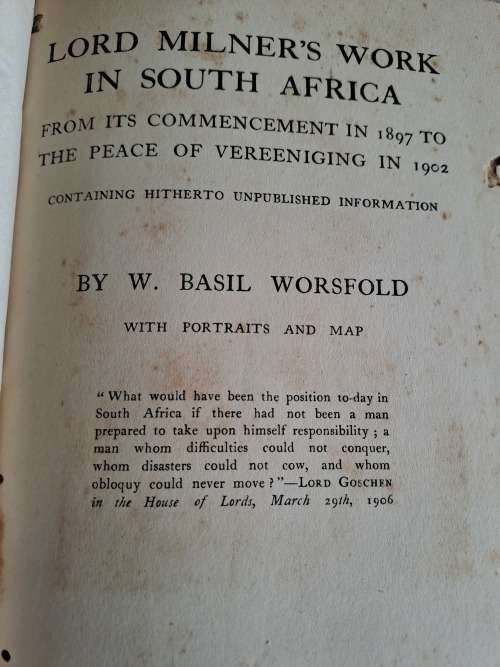 LORD MILNER'S WORK
IN SOUTH AFRICA
FROM ITS COMMENCEMENT IN 1897 TO
THE PEACE OF VEREENIGING IN 1902
CONTAINING HITHERTO UNPUBLISHED INFORMATION
BY W. BASIL WORSFOLD
WITH PORTRAITS AND MAP
"What would have been the position to-day in
South Africa if there had not been a man
prepared to take upon himself responsibility ; a
man whom difficulties could not conquer,
whom disasters could not cow, and whom
obloquy could never move ?"—LORD GOSCHEN
in the House of Lords, March 29th, 1906